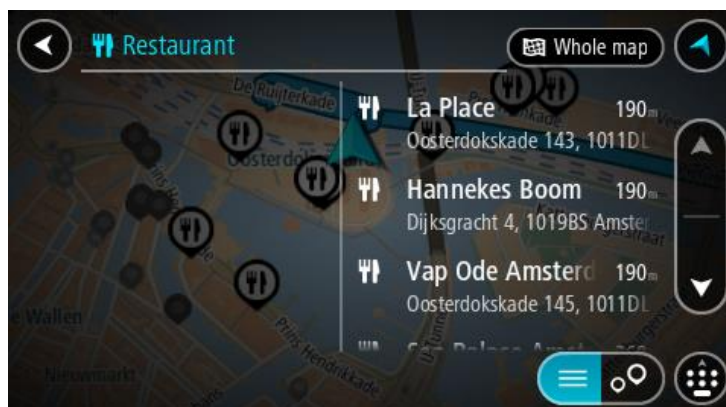 Restaurant
Whole map
De Ruijterkade
La Place 190m
Oosterdokskade 143, 1011DL
Hannekes Boom 190m
Dijksgracht 4, 1019BS Amster
Vap Ode Amsterd 190m
Oosterdokskade 145, 1011DL
Prins Hendrikkade
e Wallen
Nieuwmarkt